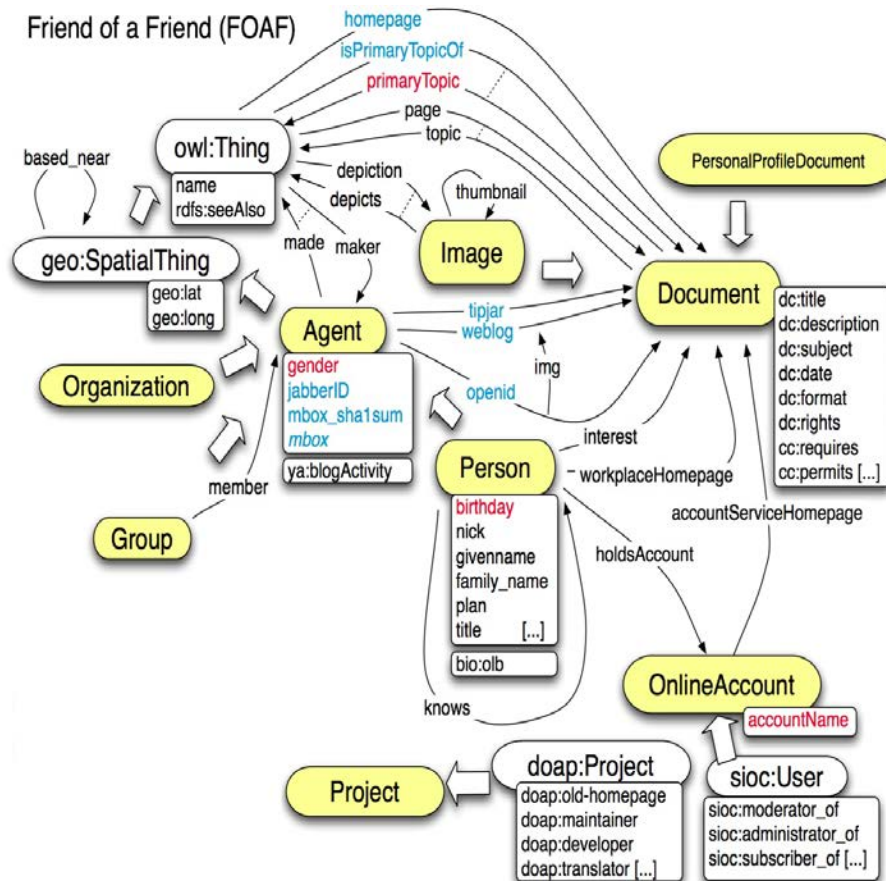 Friend of a Friend (FOAF)
homepage
isPrimaryTopicOf
primaryTopic
page
topic
owl:Thing
name
rdfs:seeAlso
based_near
depiction
depicts
thumbnail
PersonalProfileDocument
made
maker
Image
geo:SpatialThing
geo:lat
geo:long
Document
dc:title
dc:description
dc:subject
dc:date
dc:format
dc:rights
cc:requires
cc:permits [...]
Agent
gender
jabberID
mbox_sha1sum
mbox
ya:blogActivity
tipjar
weblog
img
openid
Organization
member
Group
interest
workplaceHomepage
accountServiceHomepage
holdsAccount
Person
birthday
nick
givenname
family_name
plan
title [...]
bio:olb
knows
OnlineAccount
accountName
Project
doap:Project
doap:old-homepage
doap:maintainer
doap:developer
doap:translator [...]
sioc:User
sioc:moderator_of
sioc:administrator_of
sioc:subscriber_of [...]